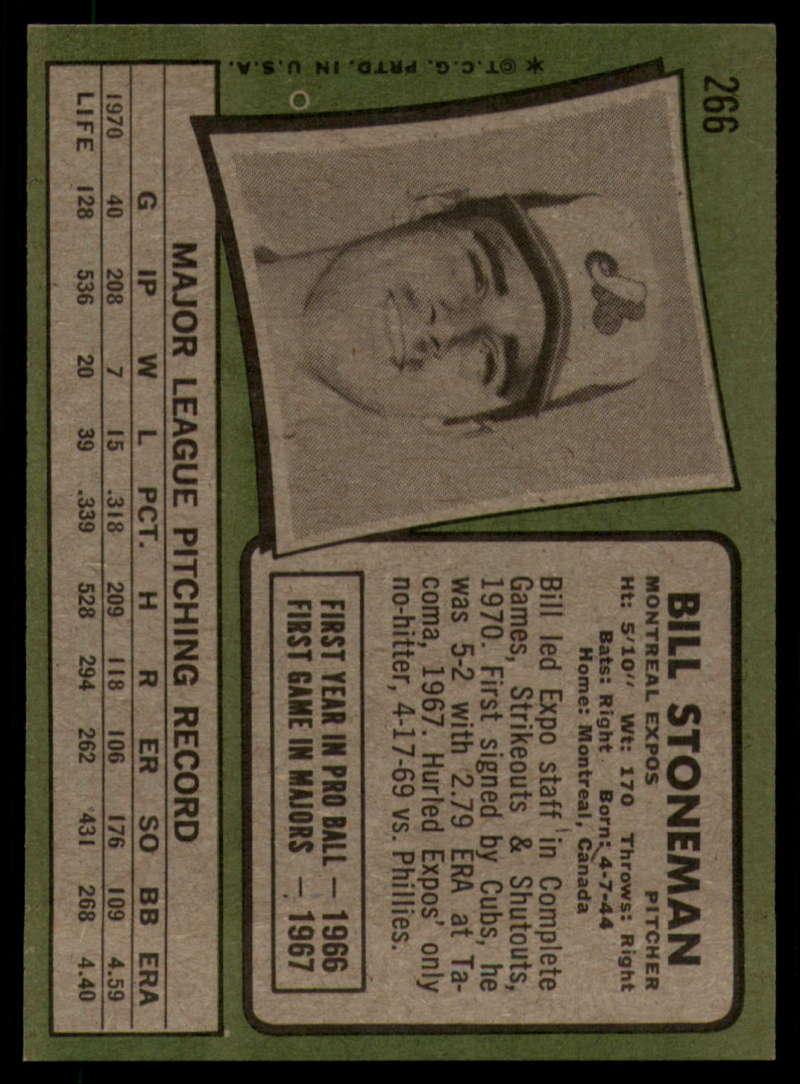 266
BILL STONEMAN
MONTREAL EXPOS PITCHER
Ht: 5'10" Wt: 170 Throws: Right
Bats: Right Born: 4-7-44
Home: Montreal, Canada
Bill led Expo staff in Complete
Games, Strikeouts & Shutouts,
1970. First signed by Cubs, he
was 5-2 with 2.79 ERA at Ta-
coma, 1967. Hurled Expos' only
no-hitter, 4-17-69 vs. Phillies.
FIRST YEAR IN PRO BALL — 1966
FIRST GAME IN MAJORS — 1967
MAJOR LEAGUE PITCHING RECORD
G IP W L PCT. H R ER SO BB ERA
1970 40 208 7 15 .318 209 118 106 176 109 4.59
LIFE 128 536 20 39 .339 528 294 262 431 268 4.40
*©T.C.G. PRTD. IN U.S.A.